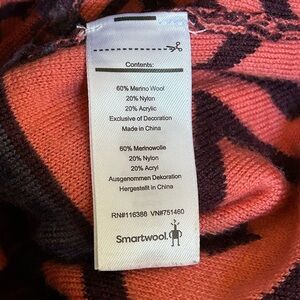 Contents:
60% Merino Wool
20% Nylon
20% Acrylic
Exclusive of Decoration
Made in China
60% Merinowolle
20% Nylon
20% Acryl
Ausgenommen Dekoration
Hergestellt in China
RN#116388 VN#751460
Smartwool.